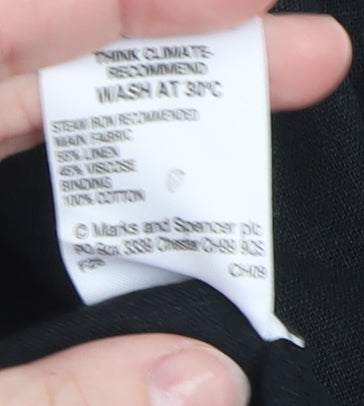 THINK CLIMATE-
RECOMMEND
WASH AT 30°C
STEAM IRON RECOMMENDED
MAIN FABRIC
55% LINEN
45% VISCOSE
BINDING
100% COTTON
© Marks and Spencer plc
PO Box 3339 Chester CH99 9QS
CH09